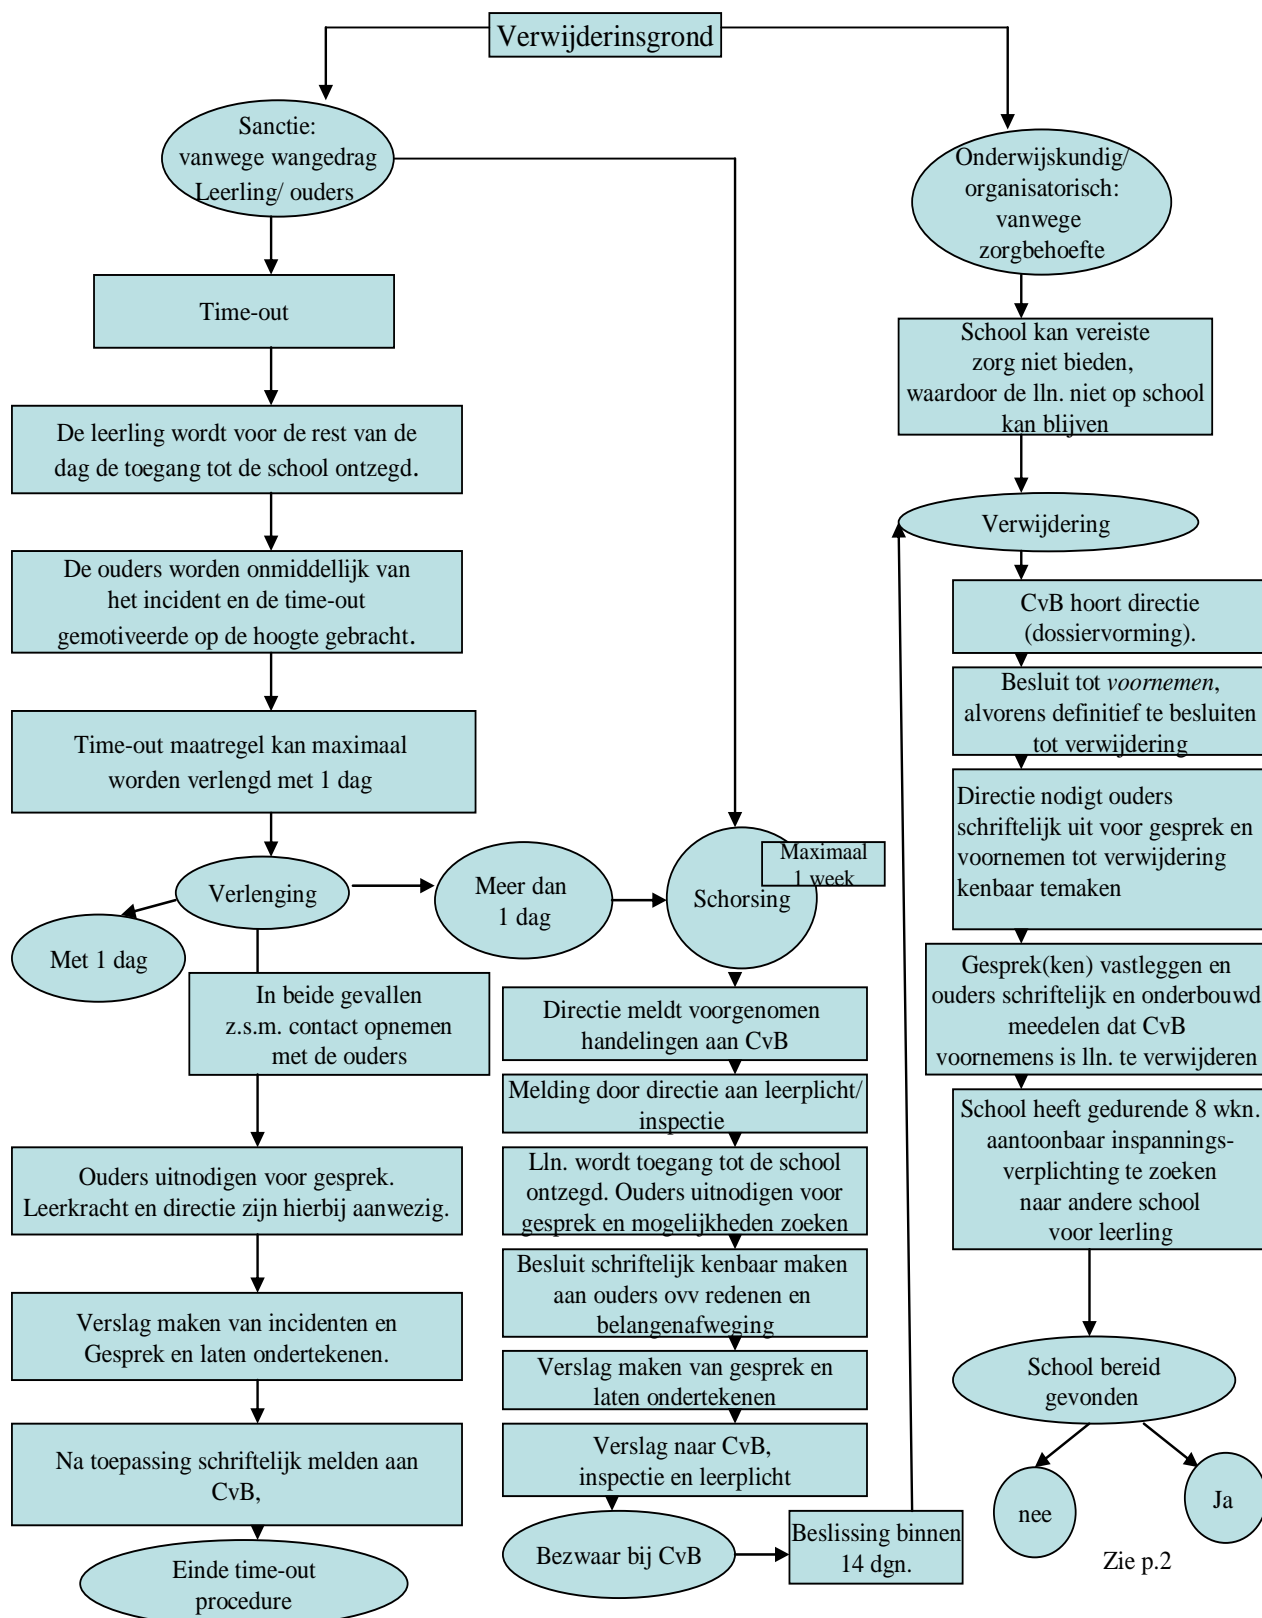 Verwijderinsgrond
Sanctie:
vanwege wangedrag
Leerling/ ouders
Time-out
De leerling wordt voor de rest van de
dag de toegang tot de school ontzegd.
De ouders worden onmiddellijk van
het incident en de time-out
gemotiveerde op de hoogte gebracht.
Time-out maatregel kan maximaal
worden verlengd met 1 dag
Verlenging
Met 1 dag
Meer dan
1 dag
In beide gevallen
z.s.m. contact opnemen
met de ouders
Ouders uitnodigen voor gesprek.
Leerkracht en directie zijn hierbij aanwezig.
Verslag maken van incidenten en
Gesprek en laten ondertekenen.
Na toepassing schriftelijk melden aan
CvB,
Einde time-out
procedure
Maximaal
1 week
Schorsing
Directie meldt voorgenomen
handelingen aan CvB
Melding door directie aan leerplicht/
inspectie
Lln. wordt toegang tot de school
ontzegd. Ouders uitnodigen voor
gesprek en mogelijkheden zoeken
Besluit schriftelijk kenbaar maken
aan ouders ovv redenen en
belangenafweging
Verslag maken van gesprek en
laten ondertekenen
Verslag naar CvB,
inspectie en leerplicht
Bezwaar bij CvB
Beslissing binnen
14 dgn.
Onderwijskundig/
organisatorisch:
vanwege
zorgbehoefte
School kan vereiste
zorg niet bieden,
waardoor de lln. niet op school
kan blijven
Verwijdering
CvB hoort directie
(dossiervorming).
Besluit tot voornemen,
alvorens definitief te besluiten
tot verwijdering
Directie nodigt ouders
schriftelijk uit voor gesprek en
voornemen tot verwijdering
kenbaar temaken
Gesprek(ken) vastleggen en
ouders schriftelijk en onderbouwd
meedelen dat CvB
voornemens is lln. te verwijderen
School heeft gedurende 8 wkn.
aantoonbaar inspannings-
verplichting te zoeken
naar andere school
voor leerling
School bereid
gevonden
nee
Ja
Zie p.2